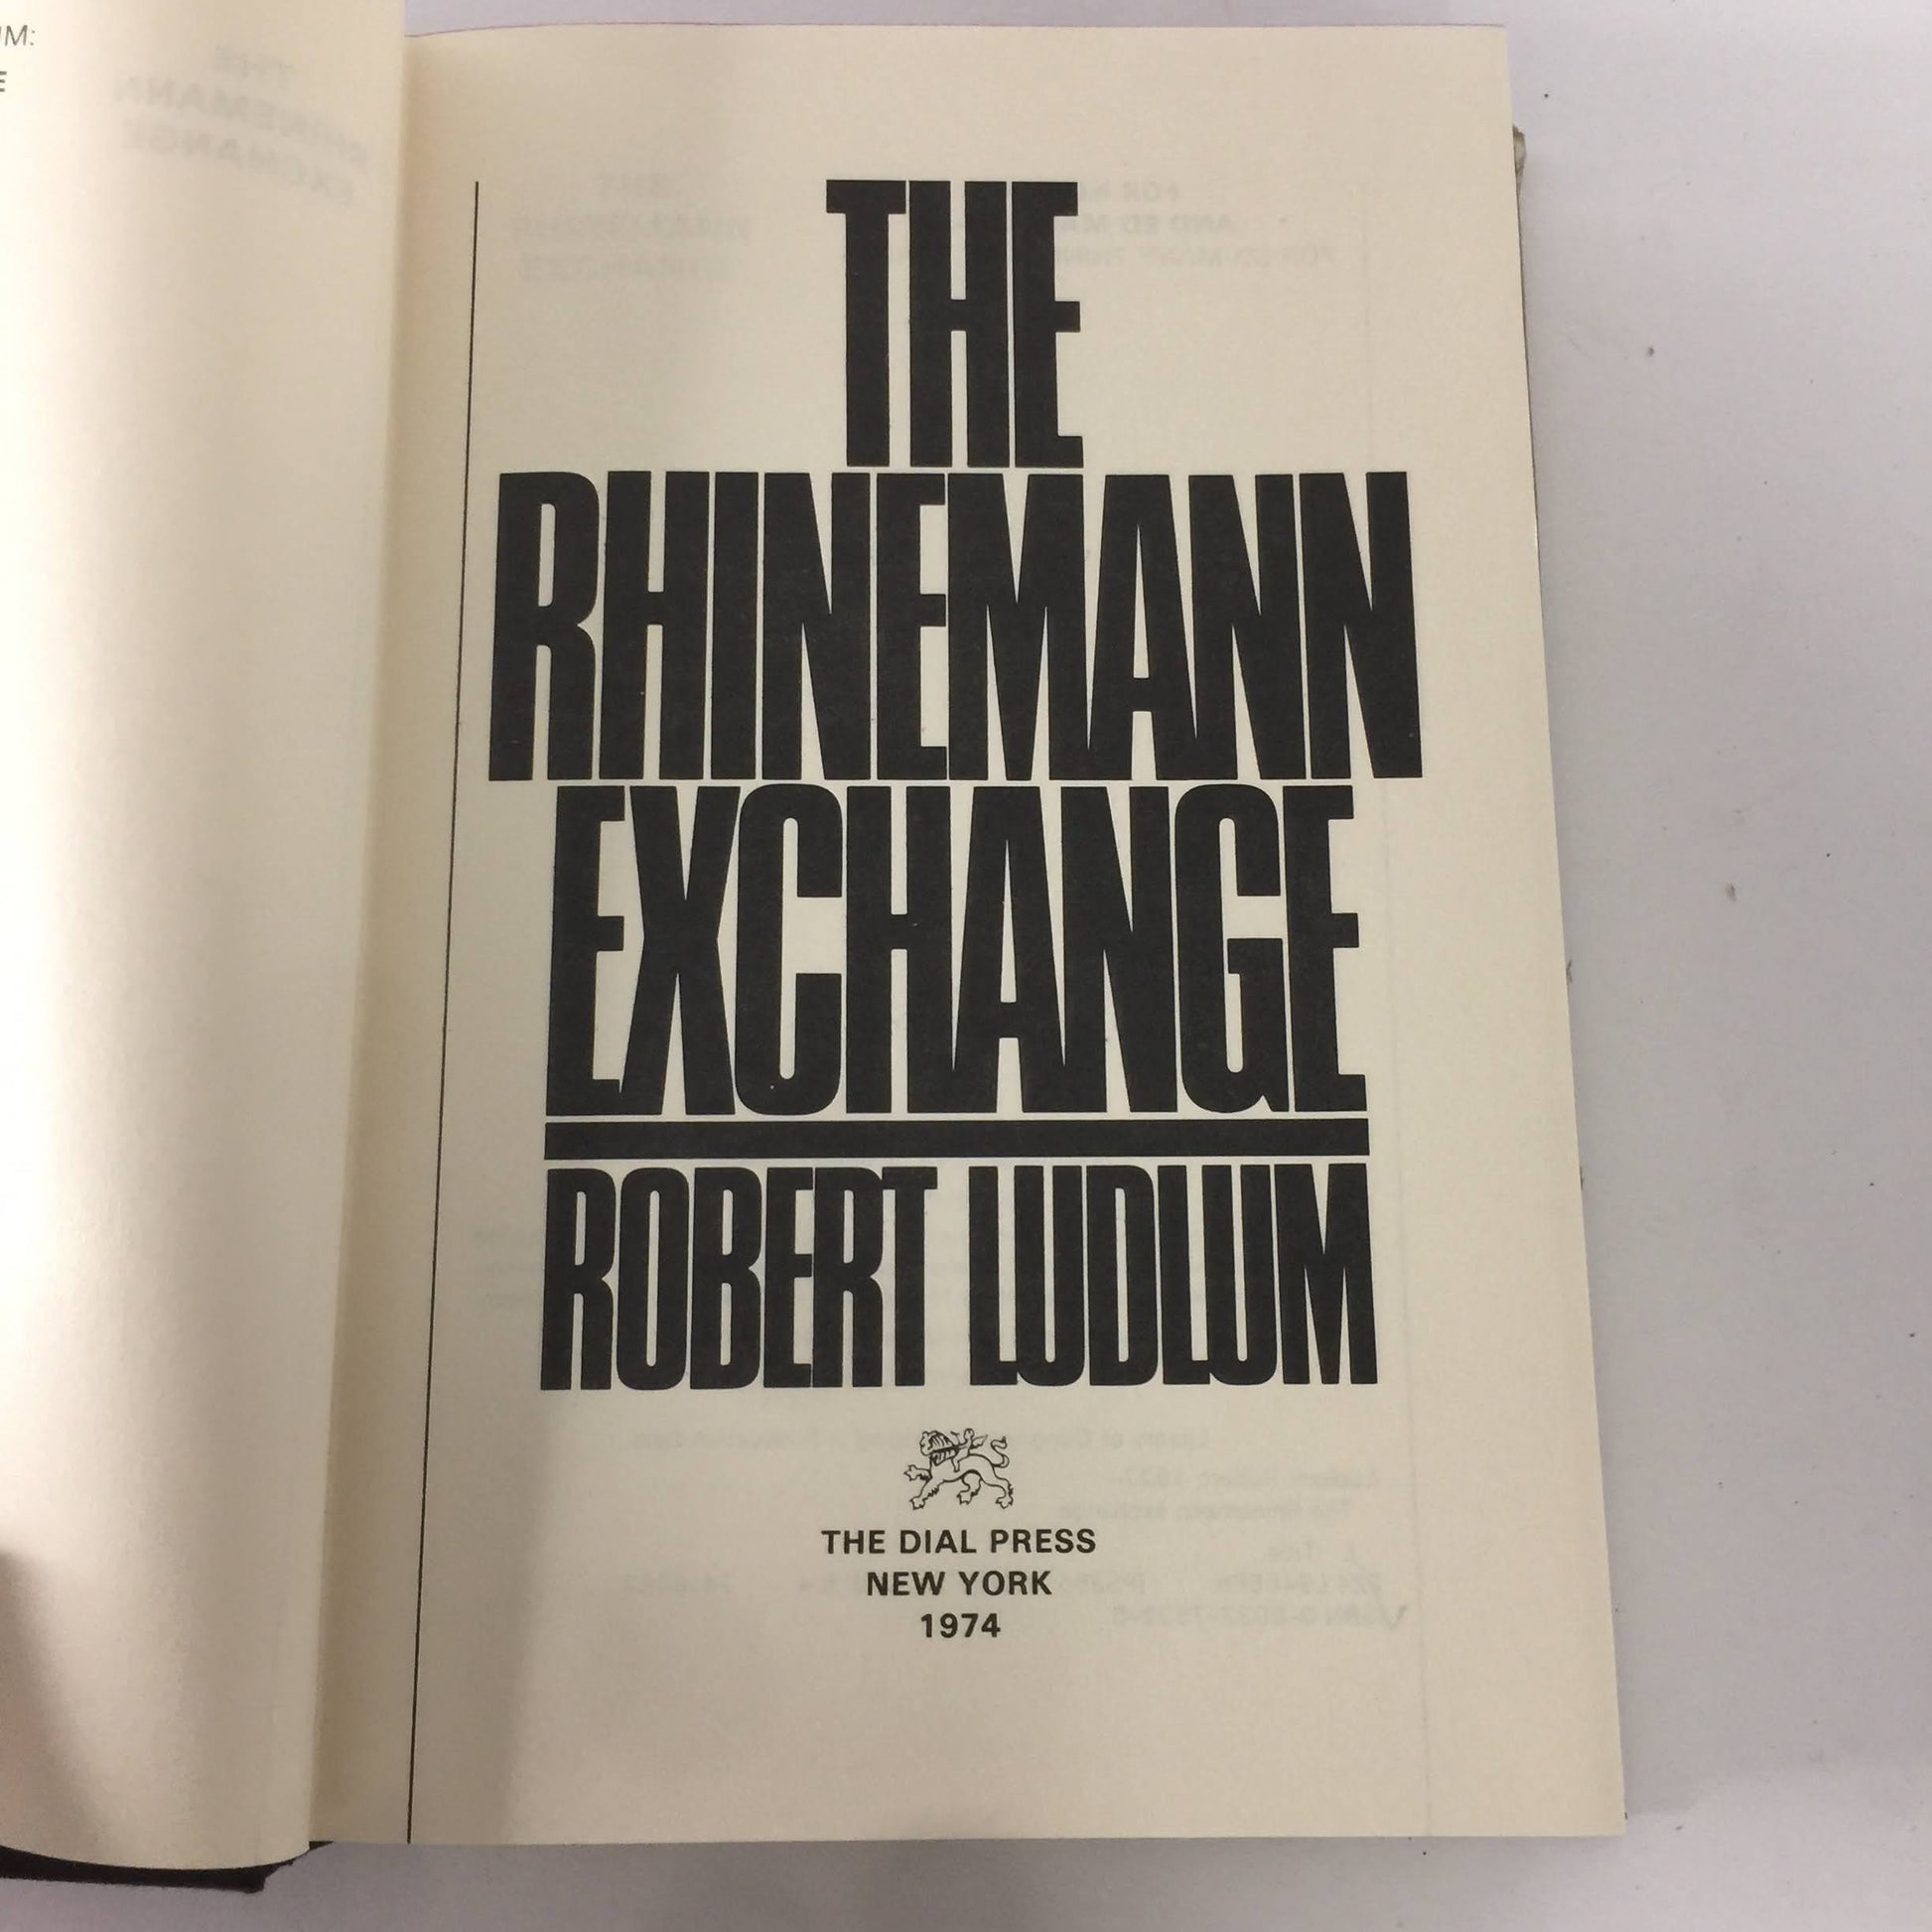 THE
RHINEMANN
EXCHANGE
ROBERT LUDLUM
THE DIAL PRESS
NEW YORK
1974